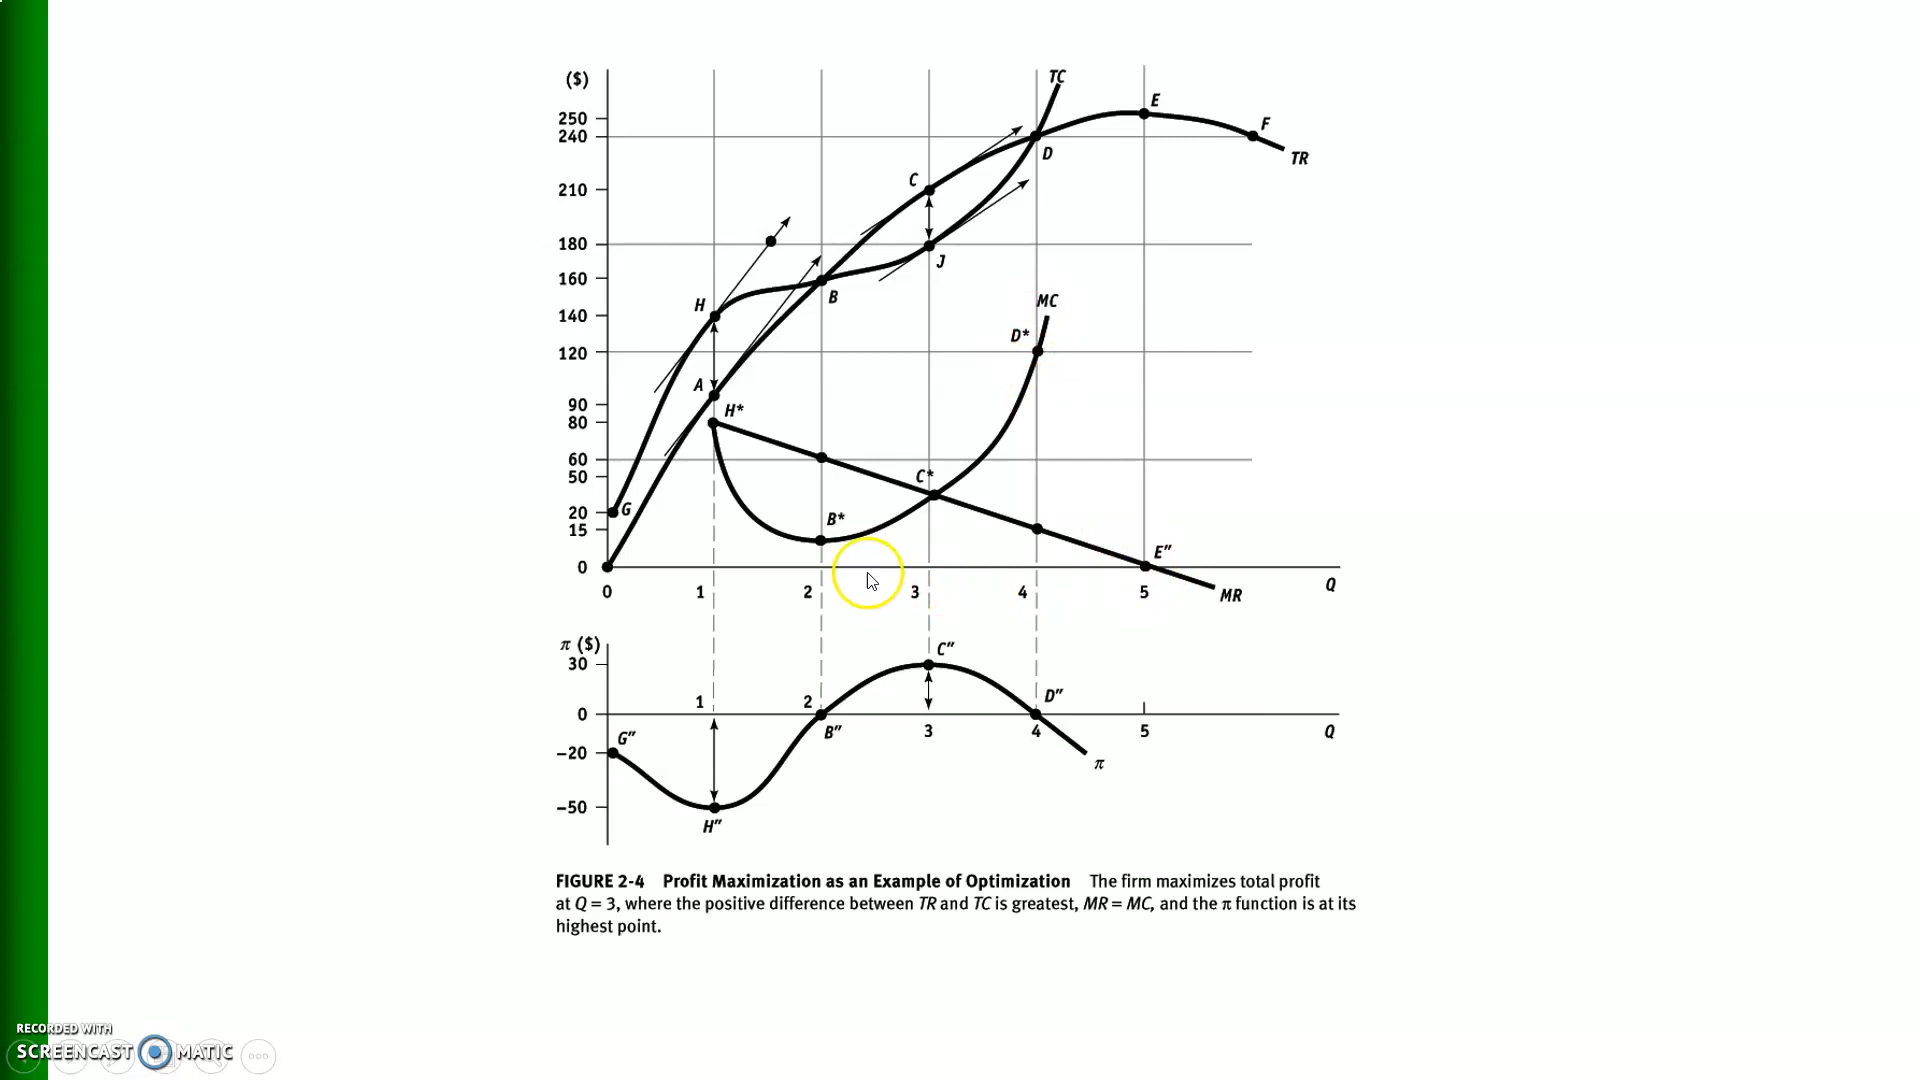 ($)
TC
E
250
F
240
D
TR
C
210
180
J
160
H
B
140
MC
D*
120
A
90
H*
80
60
C*
50
20
G
B*
15
E″
0
0 1 2 3 4 5 Q
MR
π ($)
C″
30
1 2 D″
0
B″ 3 4 5 Q
G″
−20
π
−50
H″
FIGURE 2-4 Profit Maximization as an Example of Optimization The firm maximizes total profit
at Q = 3, where the positive difference between TR and TC is greatest, MR = MC, and the π function is at its
highest point.
RECORDED WITH
SCREENCAST MATIC